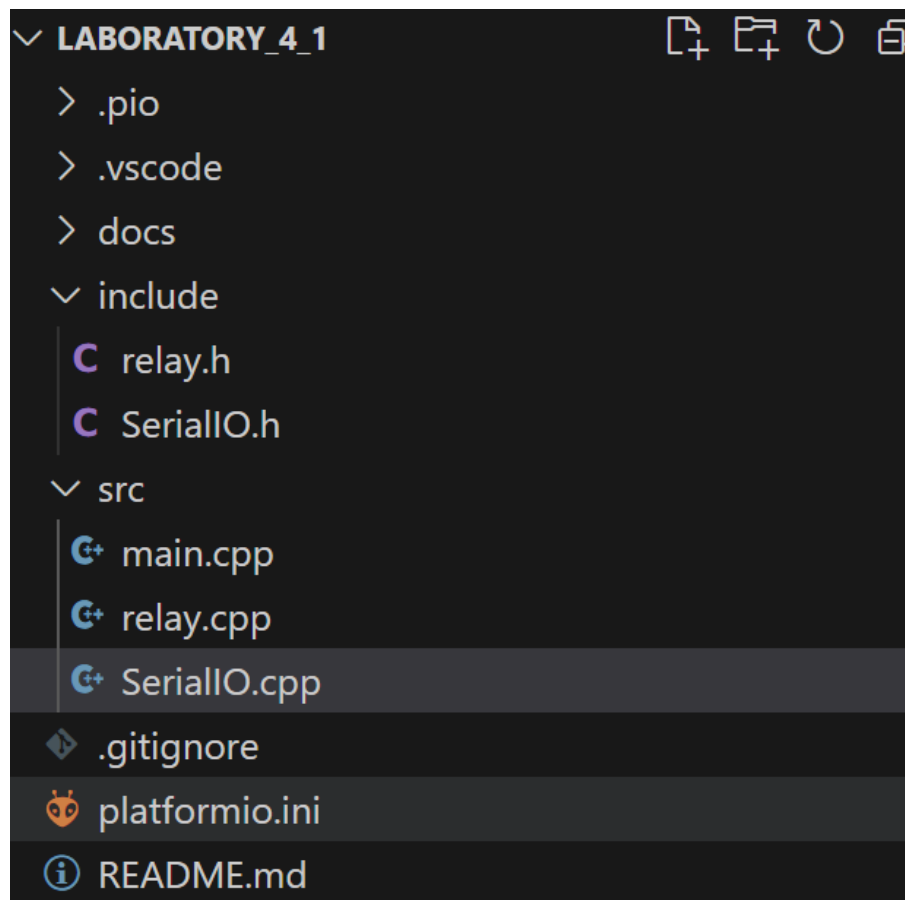 LABORATORY_4_1
.pio
.vscode
docs
include
C relay.h
C SerialIO.h
src
C++ main.cpp
C++ relay.cpp
C++ SerialIO.cpp
.gitignore
platformio.ini
README.md